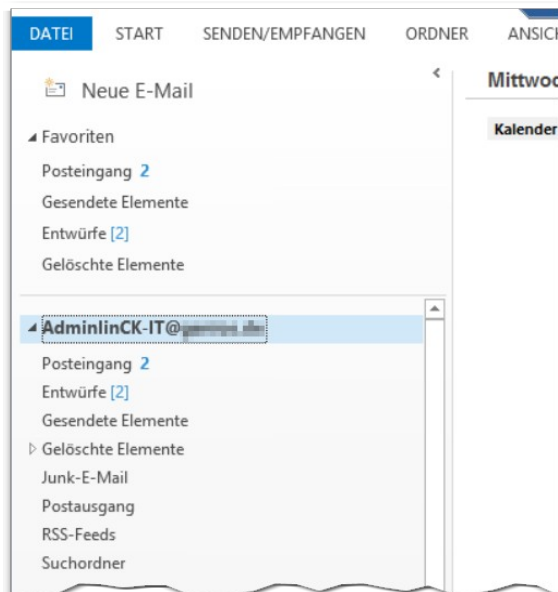 DATEI START SENDEN/EMPFANGEN ORDNER
Neue E-Mail
Favoriten
Posteingang 2
Gesendete Elemente
Entwürfe [2]
Gelöschte Elemente
AdminlinCK-IT@
Posteingang 2
Entwürfe [2]
Gesendete Elemente
Gelöschte Elemente
Junk-E-Mail
Postausgang
RSS-Feeds
Suchordner
Kalender